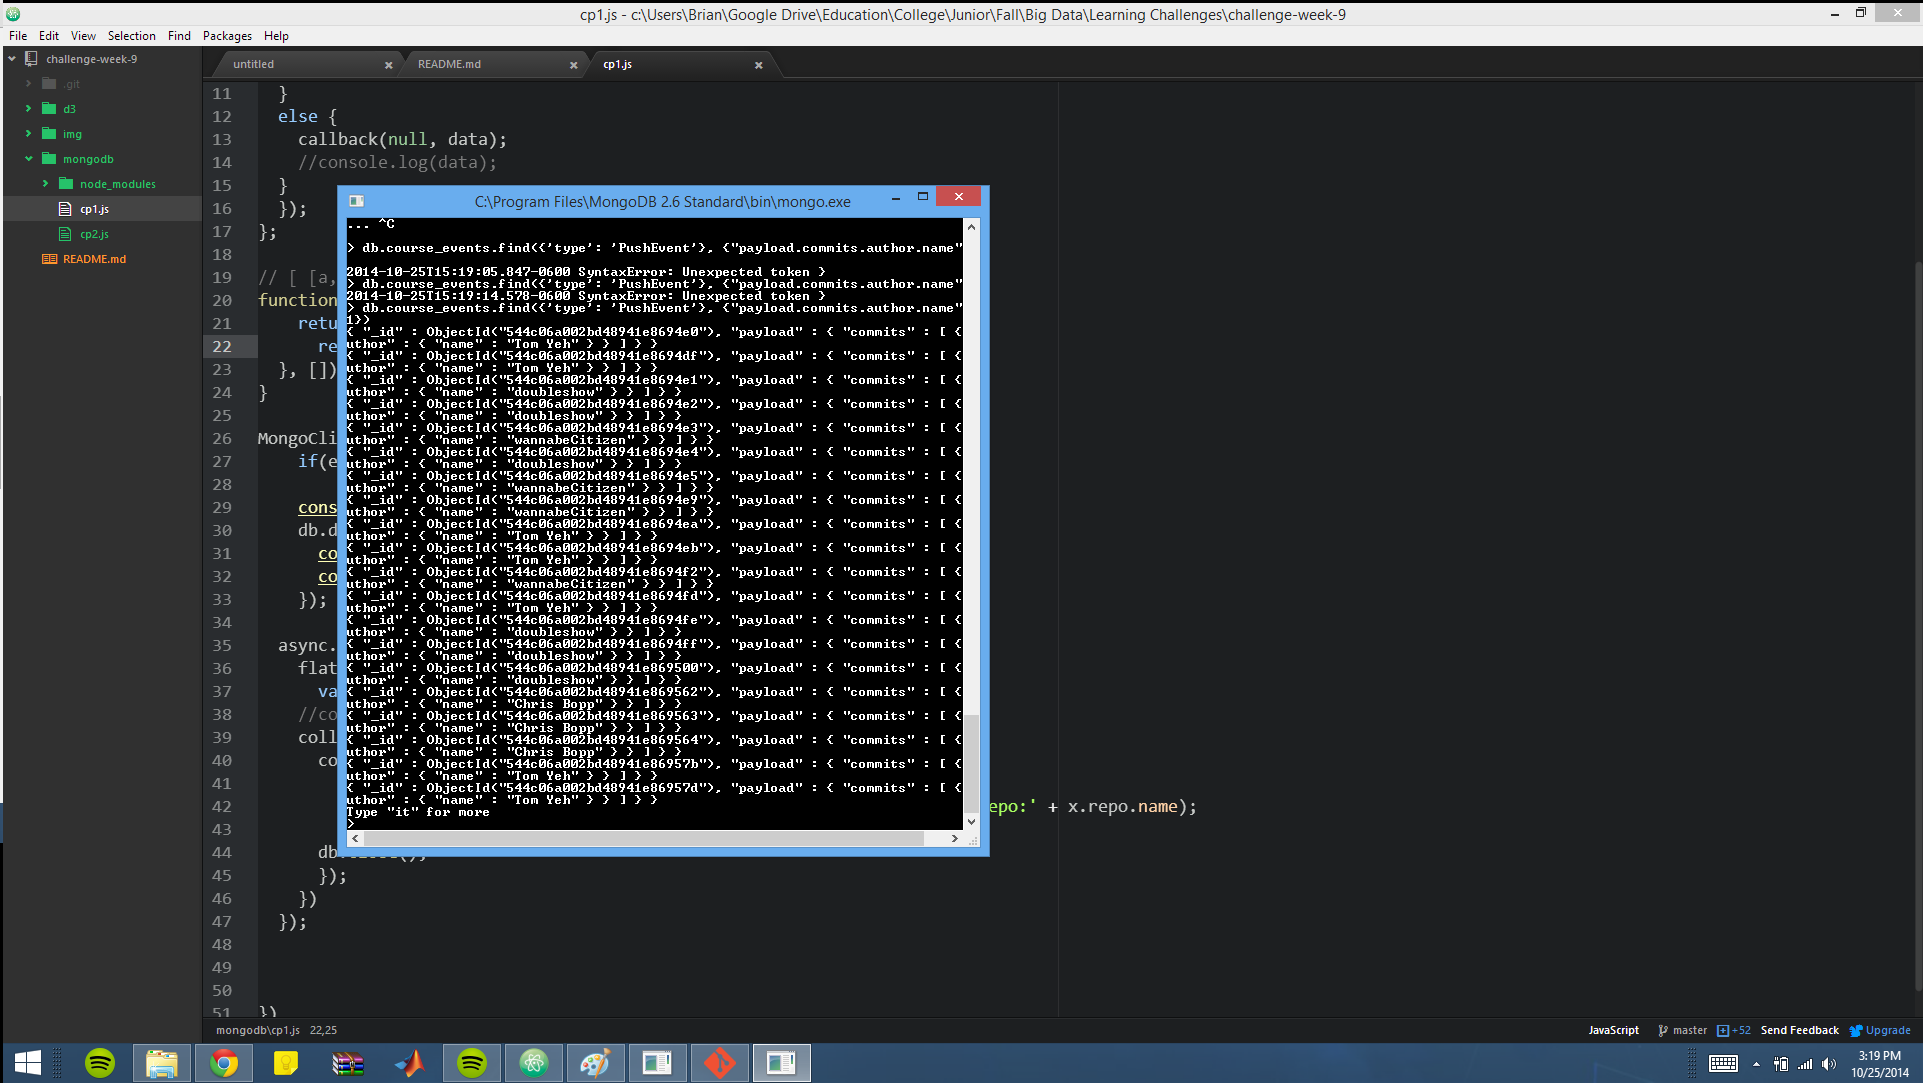 cp1.js - c:\Users\Brian\Google Drive\Education\College\Junior\Fall\Big Data\Learning Challenges\challenge-week-9
File Edit View Selection Find Packages Help
challenge-week-9
.git
d3
img
mongodb
node_modules
cp1.js
cp2.js
README.md
untitled
README.md
cp1.js
11 }
12 else {
13 callback(null, data);
14 //console.log(data);
15 }
16 });
17 };
18
19 // [ [a,
20 function
21 retu
22 re
23 }, [])
24 }
25
26 MongoCli
27 if(e
28
29 cons
30 db.d
31 co
32 co
33 });
34
35 async.
36 flat
37 va
38 //co
39 coll
40 co
41
42 epo:' + x.repo.name);
43
44 db
45 });
46 })
47 });
48
49
50
51 })
C:\Program Files\MongoDB 2.6 Standard\bin\mongo.exe
... ^C
> db.course_events.find({'type': 'PushEvent'}, {"payload.commits.author.name"
2014-10-25T15:19:05.847-0600 SyntaxError: Unexpected token }
> db.course_events.find({'type': 'PushEvent'}, {"payload.commits.author.name"
2014-10-25T15:19:14.578-0600 SyntaxError: Unexpected token }
> db.course_events.find({'type': 'PushEvent'}, {"payload.commits.author.name"
1})
{ "_id" : ObjectId("544c06a002bd48941e8694e0"), "payload" : { "commits" : [ {
uthor" : { "name" : "Tom Yeh" } } ] } }
{ "_id" : ObjectId("544c06a002bd48941e8694df"), "payload" : { "commits" : [ {
uthor" : { "name" : "Tom Yeh" } } ] } }
{ "_id" : ObjectId("544c06a002bd48941e8694e1"), "payload" : { "commits" : [ {
uthor" : { "name" : "doubleshow" } } ] } }
{ "_id" : ObjectId("544c06a002bd48941e8694e2"), "payload" : { "commits" : [ {
uthor" : { "name" : "doubleshow" } } ] } }
{ "_id" : ObjectId("544c06a002bd48941e8694e3"), "payload" : { "commits" : [ {
uthor" : { "name" : "wannabeCitizen" } } ] } }
{ "_id" : ObjectId("544c06a002bd48941e8694e4"), "payload" : { "commits" : [ {
uthor" : { "name" : "doubleshow" } } ] } }
{ "_id" : ObjectId("544c06a002bd48941e8694e5"), "payload" : { "commits" : [ {
uthor" : { "name" : "wannabeCitizen" } } ] } }
{ "_id" : ObjectId("544c06a002bd48941e8694e9"), "payload" : { "commits" : [ {
uthor" : { "name" : "wannabeCitizen" } } ] } }
{ "_id" : ObjectId("544c06a002bd48941e8694ea"), "payload" : { "commits" : [ {
uthor" : { "name" : "Tom Yeh" } } ] } }
{ "_id" : ObjectId("544c06a002bd48941e8694eb"), "payload" : { "commits" : [ {
uthor" : { "name" : "Tom Yeh" } } ] } }
{ "_id" : ObjectId("544c06a002bd48941e8694f2"), "payload" : { "commits" : [ {
uthor" : { "name" : "wannabeCitizen" } } ] } }
{ "_id" : ObjectId("544c06a002bd48941e8694fd"), "payload" : { "commits" : [ {
uthor" : { "name" : "Tom Yeh" } } ] } }
{ "_id" : ObjectId("544c06a002bd48941e8694fe"), "payload" : { "commits" : [ {
uthor" : { "name" : "doubleshow" } } ] } }
{ "_id" : ObjectId("544c06a002bd48941e8694ff"), "payload" : { "commits" : [ {
uthor" : { "name" : "doubleshow" } } ] } }
{ "_id" : ObjectId("544c06a002bd48941e869500"), "payload" : { "commits" : [ {
uthor" : { "name" : "doubleshow" } } ] } }
{ "_id" : ObjectId("544c06a002bd48941e869562"), "payload" : { "commits" : [ {
uthor" : { "name" : "Chris Bopp" } } ] } }
{ "_id" : ObjectId("544c06a002bd48941e869563"), "payload" : { "commits" : [ {
uthor" : { "name" : "Chris Bopp" } } ] } }
{ "_id" : ObjectId("544c06a002bd48941e869564"), "payload" : { "commits" : [ {
uthor" : { "name" : "Chris Bopp" } } ] } }
{ "_id" : ObjectId("544c06a002bd48941e86957b"), "payload" : { "commits" : [ {
uthor" : { "name" : "Tom Yeh" } } ] } }
{ "_id" : ObjectId("544c06a002bd48941e86957d"), "payload" : { "commits" : [ {
uthor" : { "name" : "Tom Yeh" } } ] } }
Type "it" for more
>
mongodb\cp1.js 22,25
JavaScript master +52 Send Feedback Upgrade
3:19 PM
10/25/2014